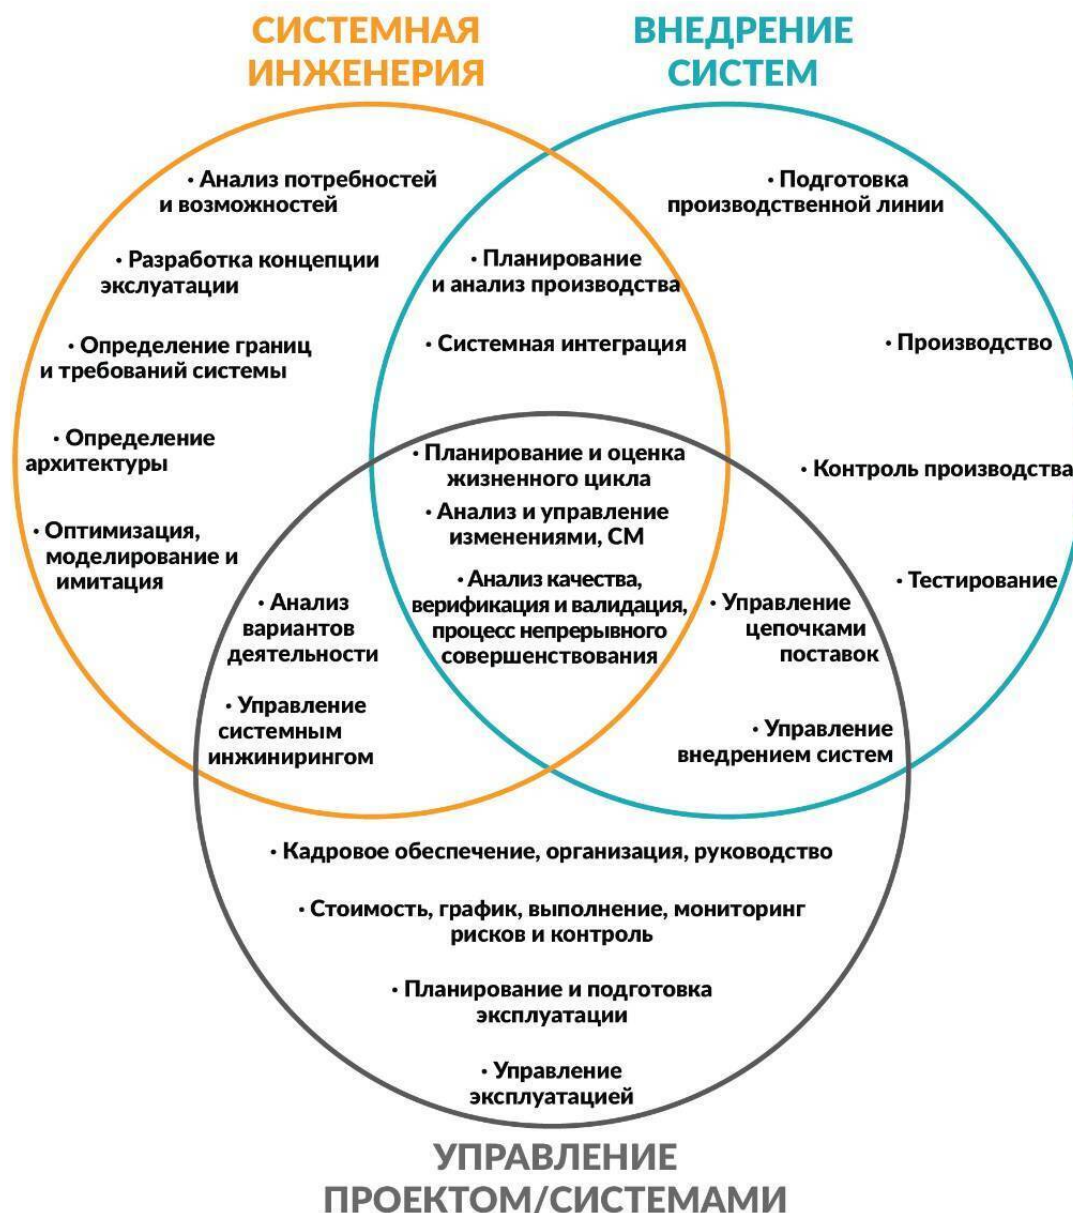 СИСТЕМНАЯ
ИНЖЕНЕРИЯ
ВНЕДРЕНИЕ
СИСТЕМ
· Анализ потребностей
и возможностей
· Разработка концепции
экслуатации
· Определение границ
и требований системы
· Определение
архитектуры
· Оптимизация,
моделирование и
имитация
· Планирование
и анализ производства
· Системная интеграция
· Подготовка
производственной линии
· Производство
· Контроль производства
· Тестирование
· Планирование и оценка
жизненного цикла
· Анализ и управление
изменениями, СМ
· Анализ качества,
верификация и валидация,
процесс непрерывного
совершенствования
· Анализ
вариантов
деятельности
· Управление
системным
инжинирингом
· Управление
цепочками
поставок
· Управление
внедрением систем
· Кадровое обеспечение, организация, руководство
· Стоимость, график, выполнение, мониторинг
рисков и контроль
· Планирование и подготовка
эксплуатации
· Управление
эксплуатацией
УПРАВЛЕНИЕ
ПРОЕКТОМ/СИСТЕМАМИ